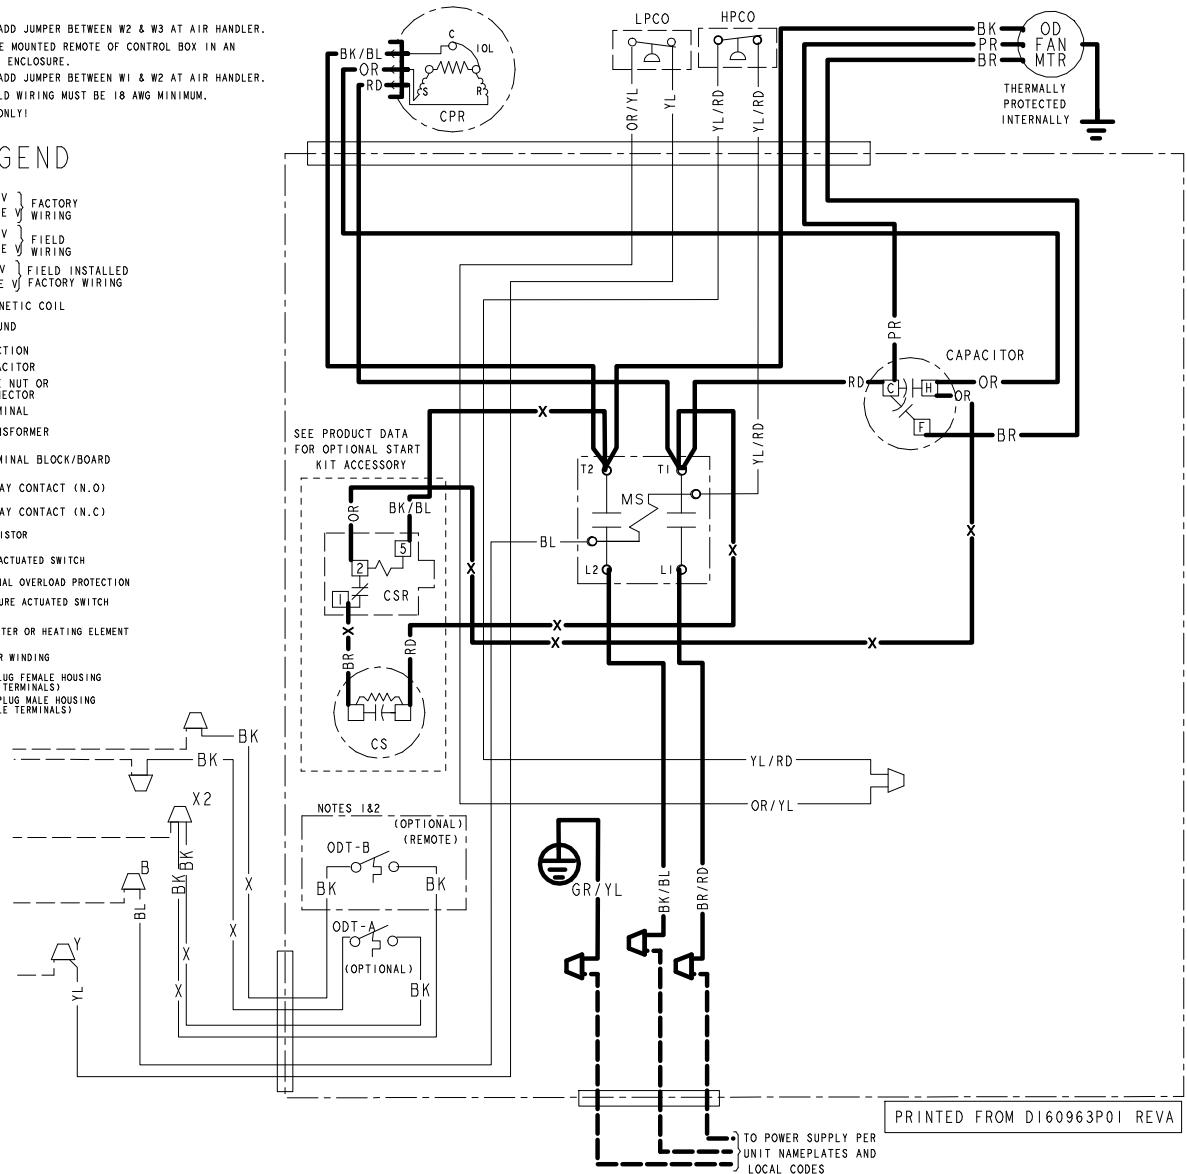 ADD JUMPER BETWEEN W2 & W3 AT AIR HANDLER.
E MOUNTED REMOTE OF CONTROL BOX IN AN
ENCLOSURE.
ADD JUMPER BETWEEN W1 & W2 AT AIR HANDLER.
LD WIRING MUST BE 18 AWG MINIMUM.
ONLY!
GEND
V
E V
FACTORY
WIRING
V
E V
FIELD
WIRING
V
E V
FIELD INSTALLED
FACTORY WIRING
NETIC COIL
UND
CTION
ACITOR
E NUT OR
NECTOR
MINAL
NSFORMER
MINAL BLOCK/BOARD
AY CONTACT (N.O)
AY CONTACT (N.C)
ISTOR
ACTUATED SWITCH
NAL OVERLOAD PROTECTION
URE ACTUATED SWITCH
TER OR HEATING ELEMENT
R WINDING
LUG FEMALE HOUSING
TERMINALS)
PLUG MALE HOUSING
LE TERMINALS)
BK/BL
OR
RD
C
IOL
S
R
CPR
LPCO
HPCO
OR/YL
YL
YL/RD
YL/RD
BK
PR
BR
OD
FAN
MTR
THERMALLY
PROTECTED
INTERNALLY
PR
CAPACITOR
RD
C
H
OR
OR
F
BR
X
SEE PRODUCT DATA
FOR OPTIONAL START
KIT ACCESSORY
YL/RD
T2
T1
MS
BL
L2
L1
OR
BK/BL
5
2
1
CSR
X
X
X
X
X
X
X
BR
RD
CS
BK
BK
X2
BK
BK
B
BL
Y
YL
X
X
X
X
NOTES 1&2
(OPTIONAL)
(REMOTE)
ODT-B
BK
BK
ODT-A
(OPTIONAL)
BK
YL/RD
OR/YL
GR/YL
BK/BL
BR/RD
PRINTED FROM D160963P01 REVA
TO POWER SUPPLY PER
UNIT NAMEPLATES AND
LOCAL CODES